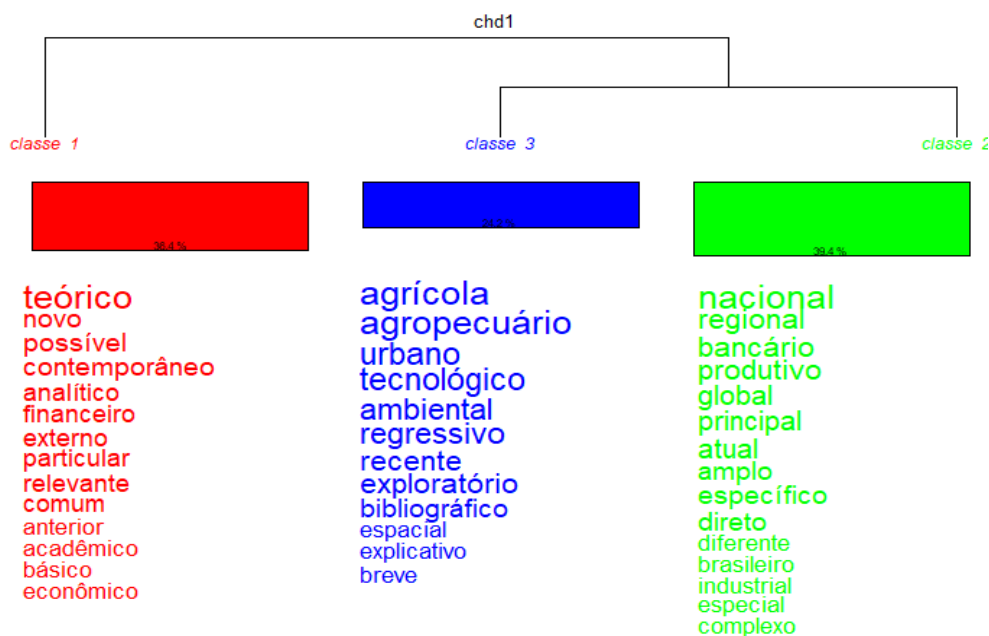 chd1
classe 1
classe 3
classe 2
36.4 %
24.2 %
39.4 %
teórico
novo
possível
contemporâneo
analítico
financeiro
externo
particular
relevante
comum
anterior
acadêmico
básico
econômico
agrícola
agropecuário
urbano
tecnológico
ambiental
regressivo
recente
exploratório
bibliográfico
espacial
explicativo
breve
nacional
regional
bancário
produtivo
global
principal
atual
amplo
específico
direto
diferente
brasileiro
industrial
especial
complexo